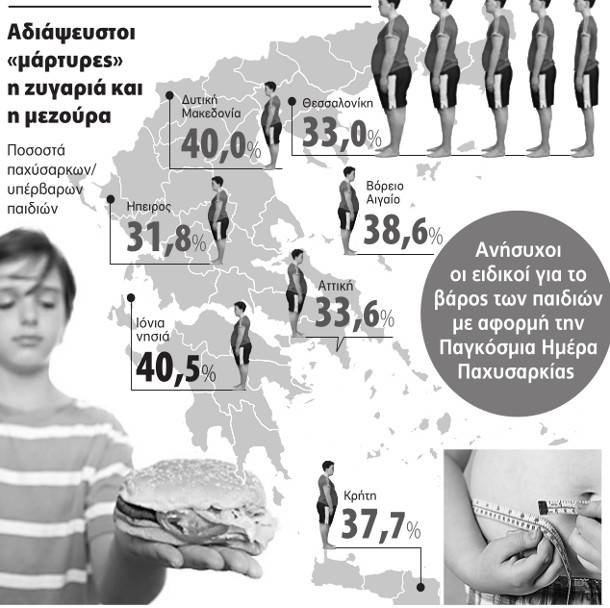 Αδιάψευστοι
«μάρτυρες»
η ζυγαριά και
η μεζούρα
Ποσοστά
παχύσαρκων/
υπέρβαρων
παιδιών
Δυτική
Μακεδονία
40,0%
Θεσσαλονίκη
33,0%
Ηπειρος
31,8%
Βόρειο
Αιγαίο
38,6%
Αττική
33,6%
Ιόνια
νησιά
40,5%
Κρήτη
37,7%
Ανήσυχοι
οι ειδικοί για το
βάρος των παιδιών
με αφορμή την
Παγκόσμια Ημέρα
Παχυσαρκίας